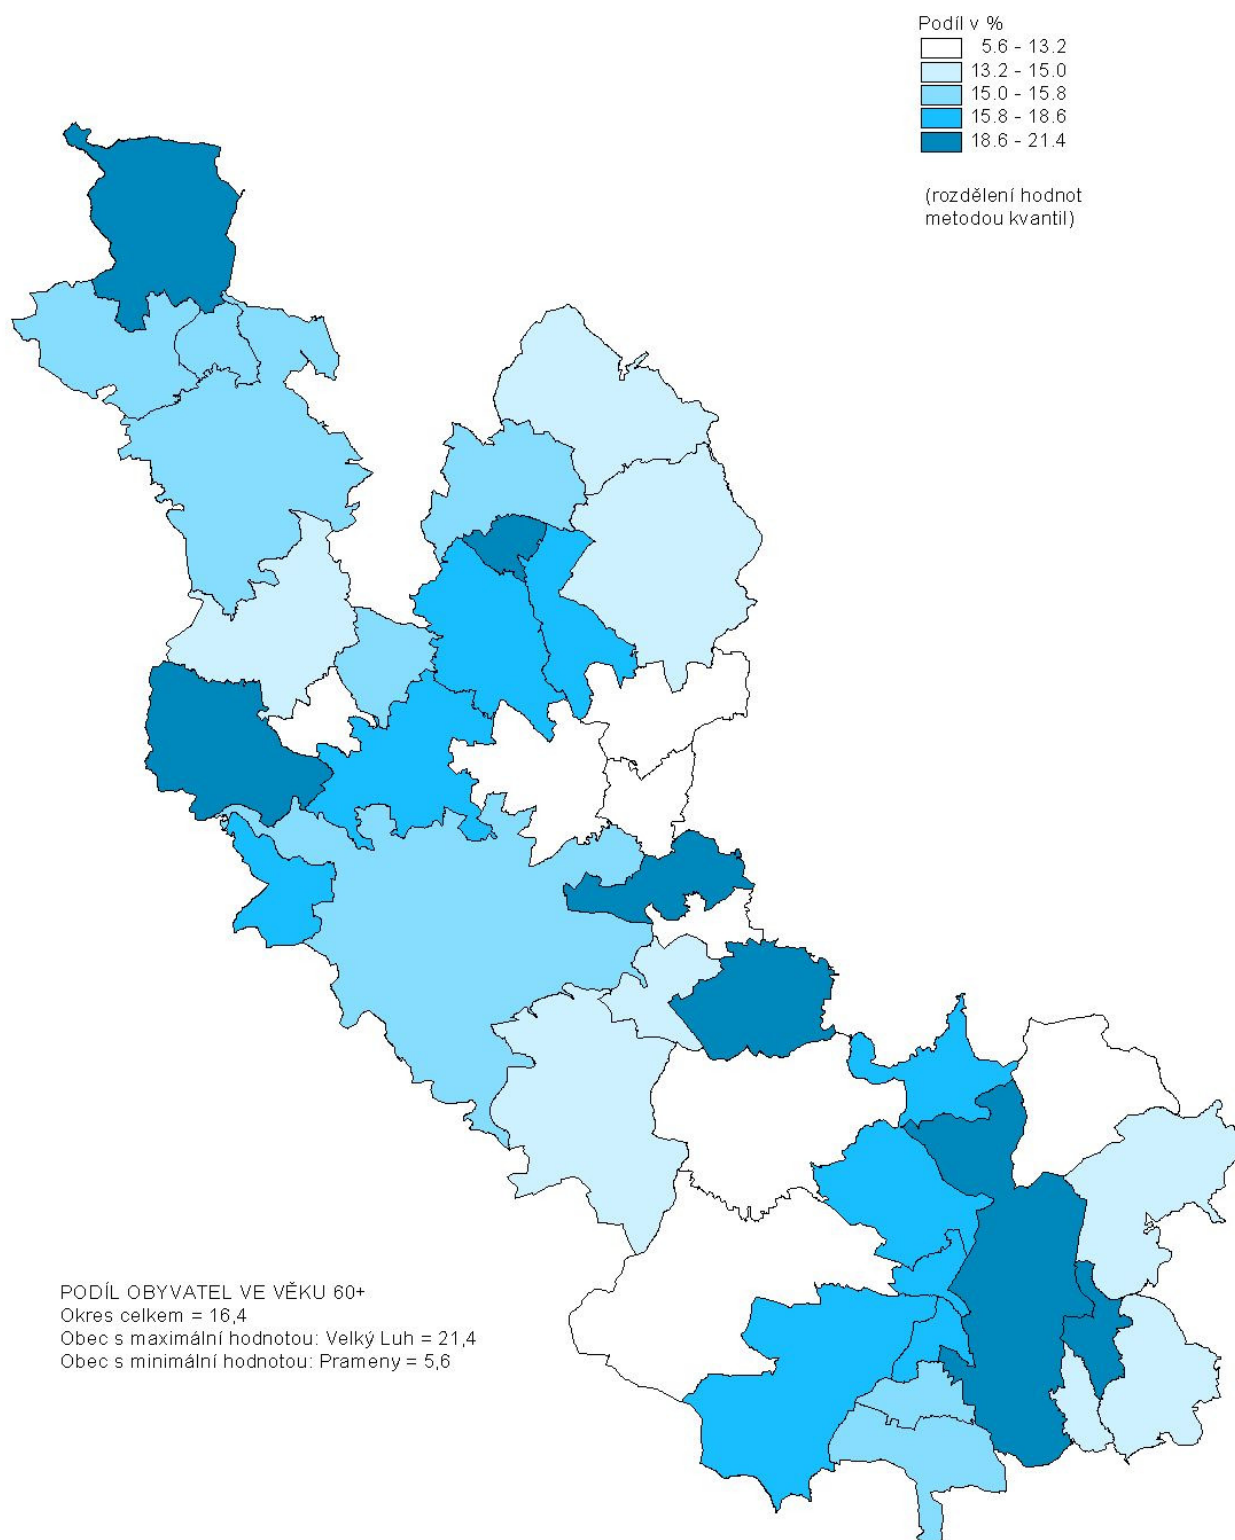 Podíl v %
5.6 - 13.2
13.2 - 15.0
15.0 - 15.8
15.8 - 18.6
18.6 - 21.4
(rozdělení hodnot
metodou kvantil)
PODÍL OBYVATEL VE VĚKU 60+
Okres celkem = 16,4
Obec s maximální hodnotou: Velký Luh = 21,4
Obec s minimální hodnotou: Prameny = 5,6